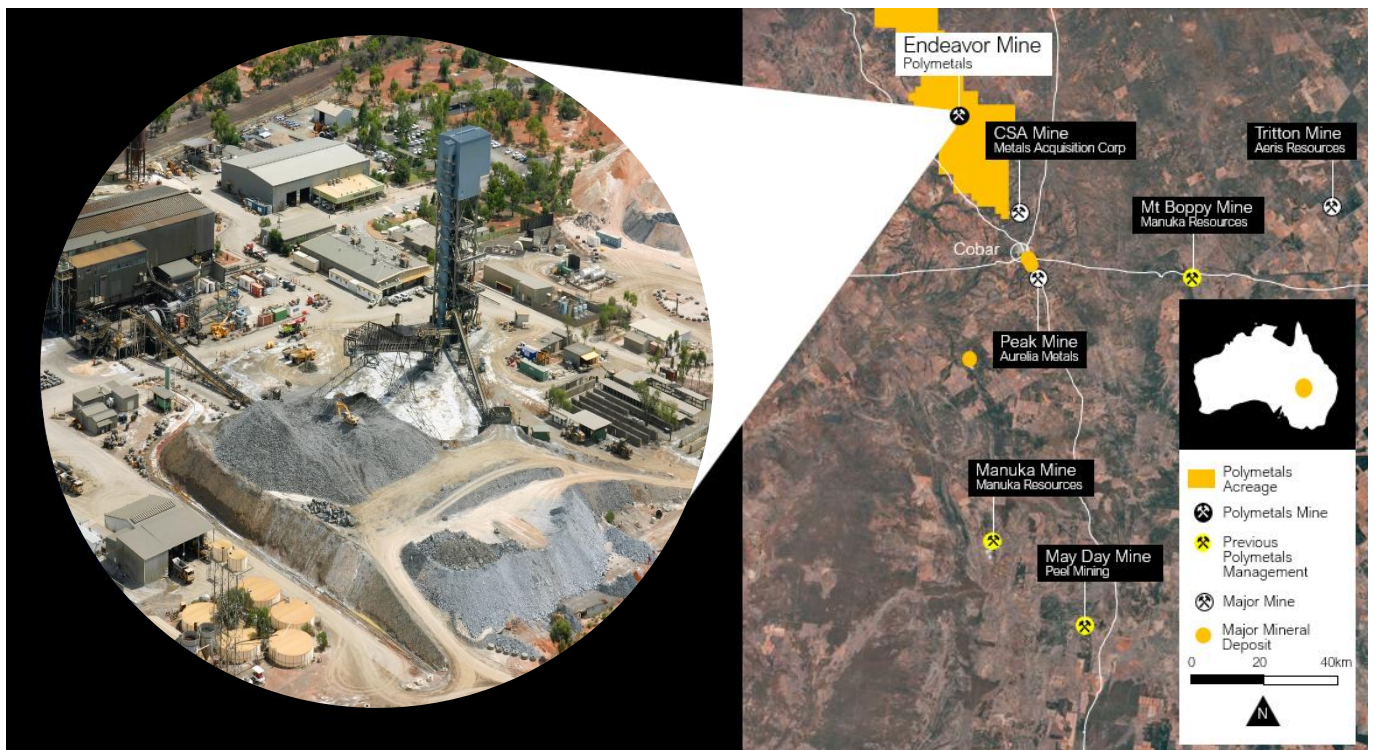 Endeavor Mine
Polymetals
CSA Mine
Metals Acquisition Corp
Tritton Mine
Aeris Resources
Mt Boppy Mine
Manuka Resources
Cobar
Peak Mine
Aurelia Metals
Manuka Mine
Manuka Resources
May Day Mine
Peel Mining
Polymetals
Acreage
Polymetals Mine
Previous
Polymetals
Management
Major Mine
Major Mineral
Deposit
0 20 40km
N